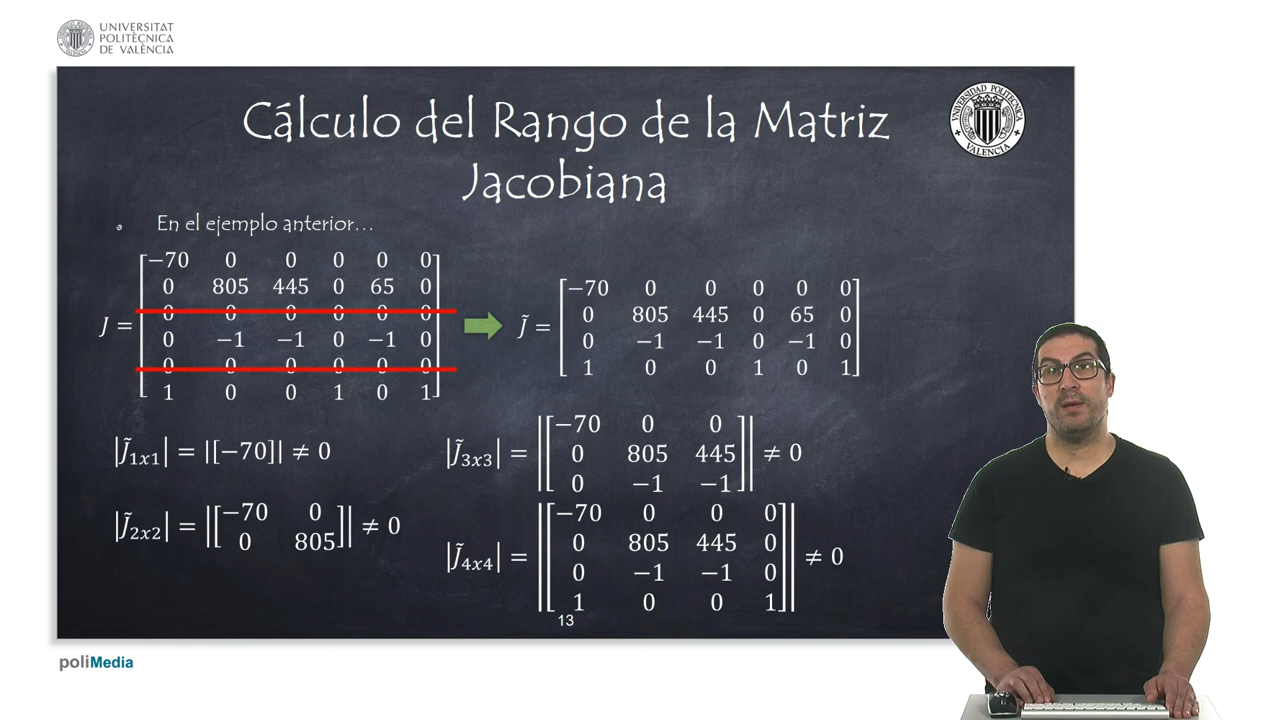 UNIVERSITAT
POLITÈCNICA
DE VALÈNCIA
Cálculo del Rango de la Matriz
Jacobiana
UNIVERSIDAD POLITECNICA
VALENCIA
• En el ejemplo anterior...
J =
−70 0 0 0 0 0
0 805 445 0 65 0
0 0 0 0 0 0
0 −1 −1 0 −1 0
0 0 0 0 0 0
1 0 0 1 0 1
J̃ =
−70 0 0 0 0 0
0 805 445 0 65 0
0 −1 −1 0 −1 0
1 0 0 1 0 1
|J̃1x1| = |[−70]| ≠ 0
|J̃2x2| =
−70 0
0 805
≠ 0
|J̃3x3| =
−70 0 0
0 805 445
0 −1 −1
≠ 0
|J̃4x4| =
−70 0 0 0
0 805 445 0
0 −1 −1 0
1 0 0 1
≠ 0
13
poliMedia